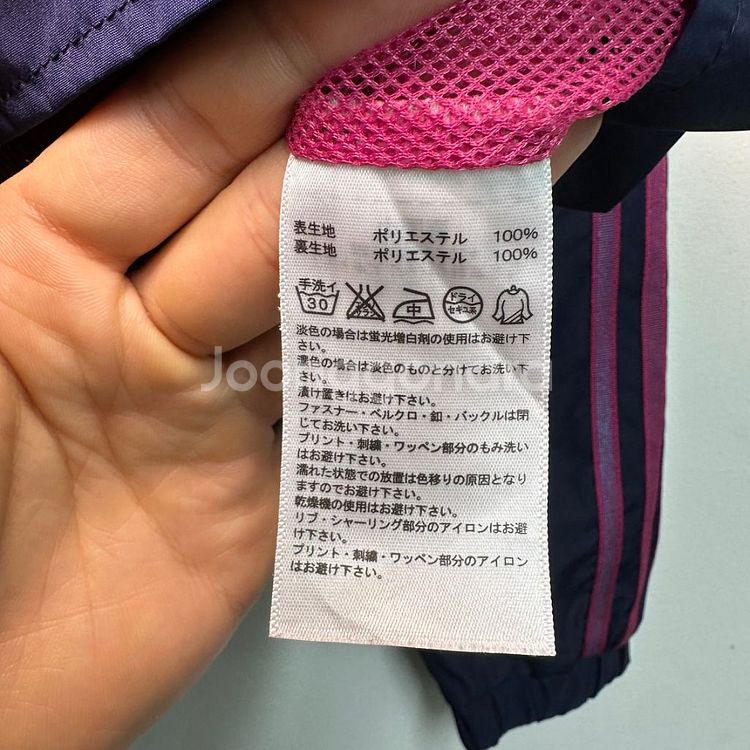 表生地 ポリエステル 100%
裏生地 ポリエステル 100%
手洗イ
30
中
ドライ
セキユ系
淡色の場合は蛍光増白剤の使用はお避け下
さい。
濃色の場合は淡色のものと分けてお洗い下
さい。
漬け置きはお避け下さい。
ファスナー・ベルクロ・釦・バックルは閉
じてお洗い下さい。
プリント・刺繍・ワッペン部分のもみ洗い
はお避け下さい。
濡れた状態での放置は色移りの原因となり
ますのでお避け下さい。
乾燥機の使用はお避け下さい。
リブ・シャーリング部分のアイロンはお避
け下さい。
プリント・刺繍・ワッペン部分のアイロン
はお避け下さい。